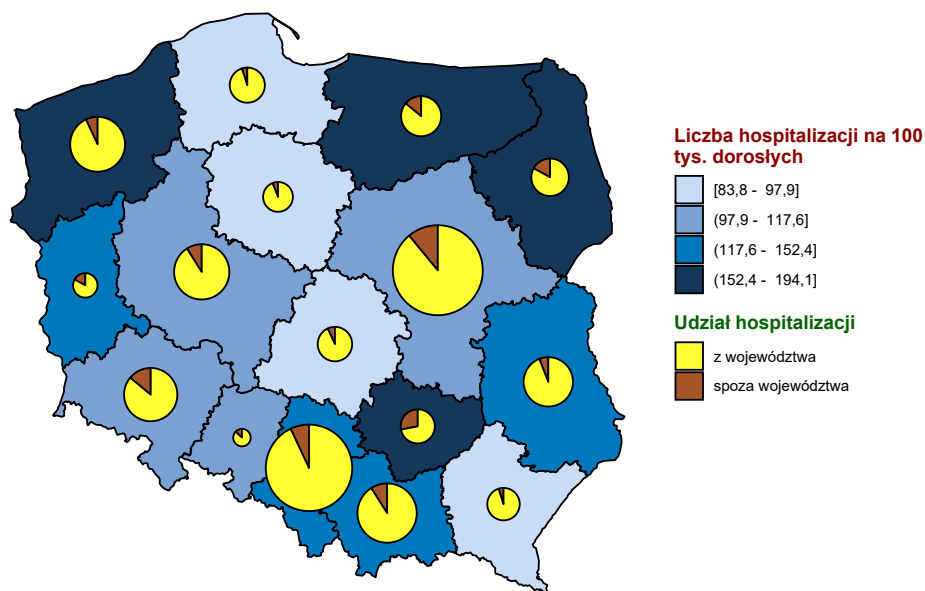 Liczba hospitalizacji na 100
tys. dorosłych
[83,8 - 97,9]
(97,9 - 117,6]
(117,6 - 152,4]
(152,4 - 194,1]
Udział hospitalizacji
z województwa
spoza województwa